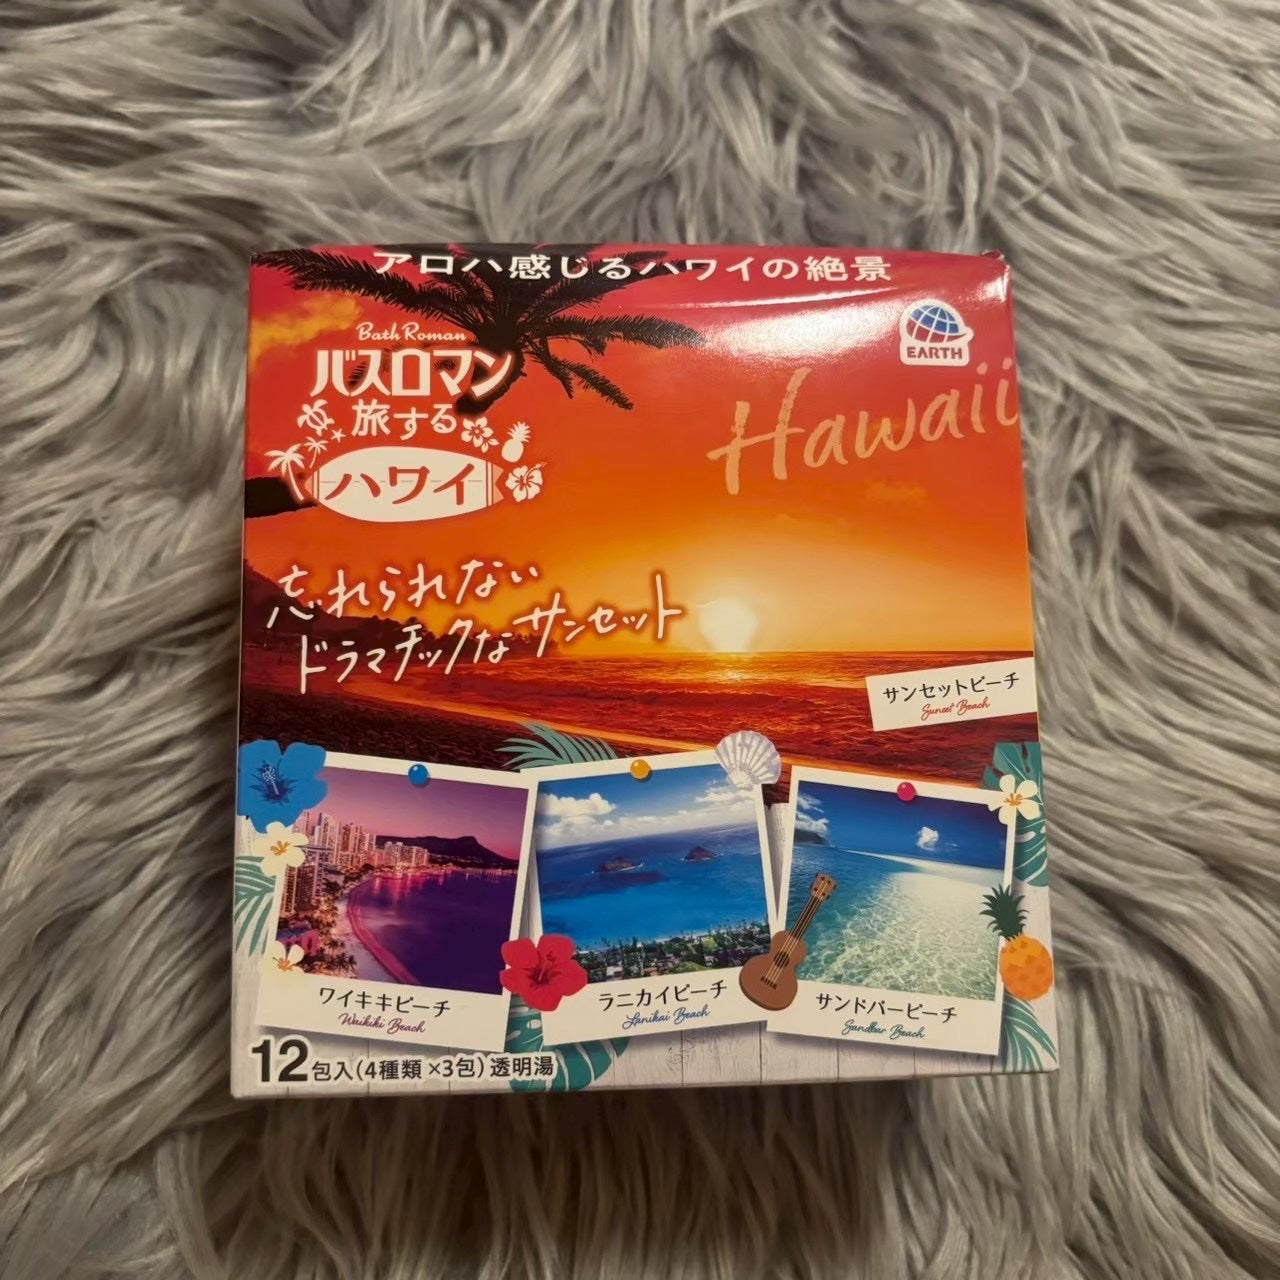 アロハ感じるハワイの絶景
Bath Roman
バスロマン
旅する
ハワイ
EARTH
Hawaii
忘れられない
ドラマチックなサンセット
サンセットビーチ
Sunset Beach
ワイキキビーチ
Waikiki Beach
ラニカイビーチ
Lanikai Beach
サンドバービーチ
Sandbar Beach
12包入(4種類×3包)透明湯